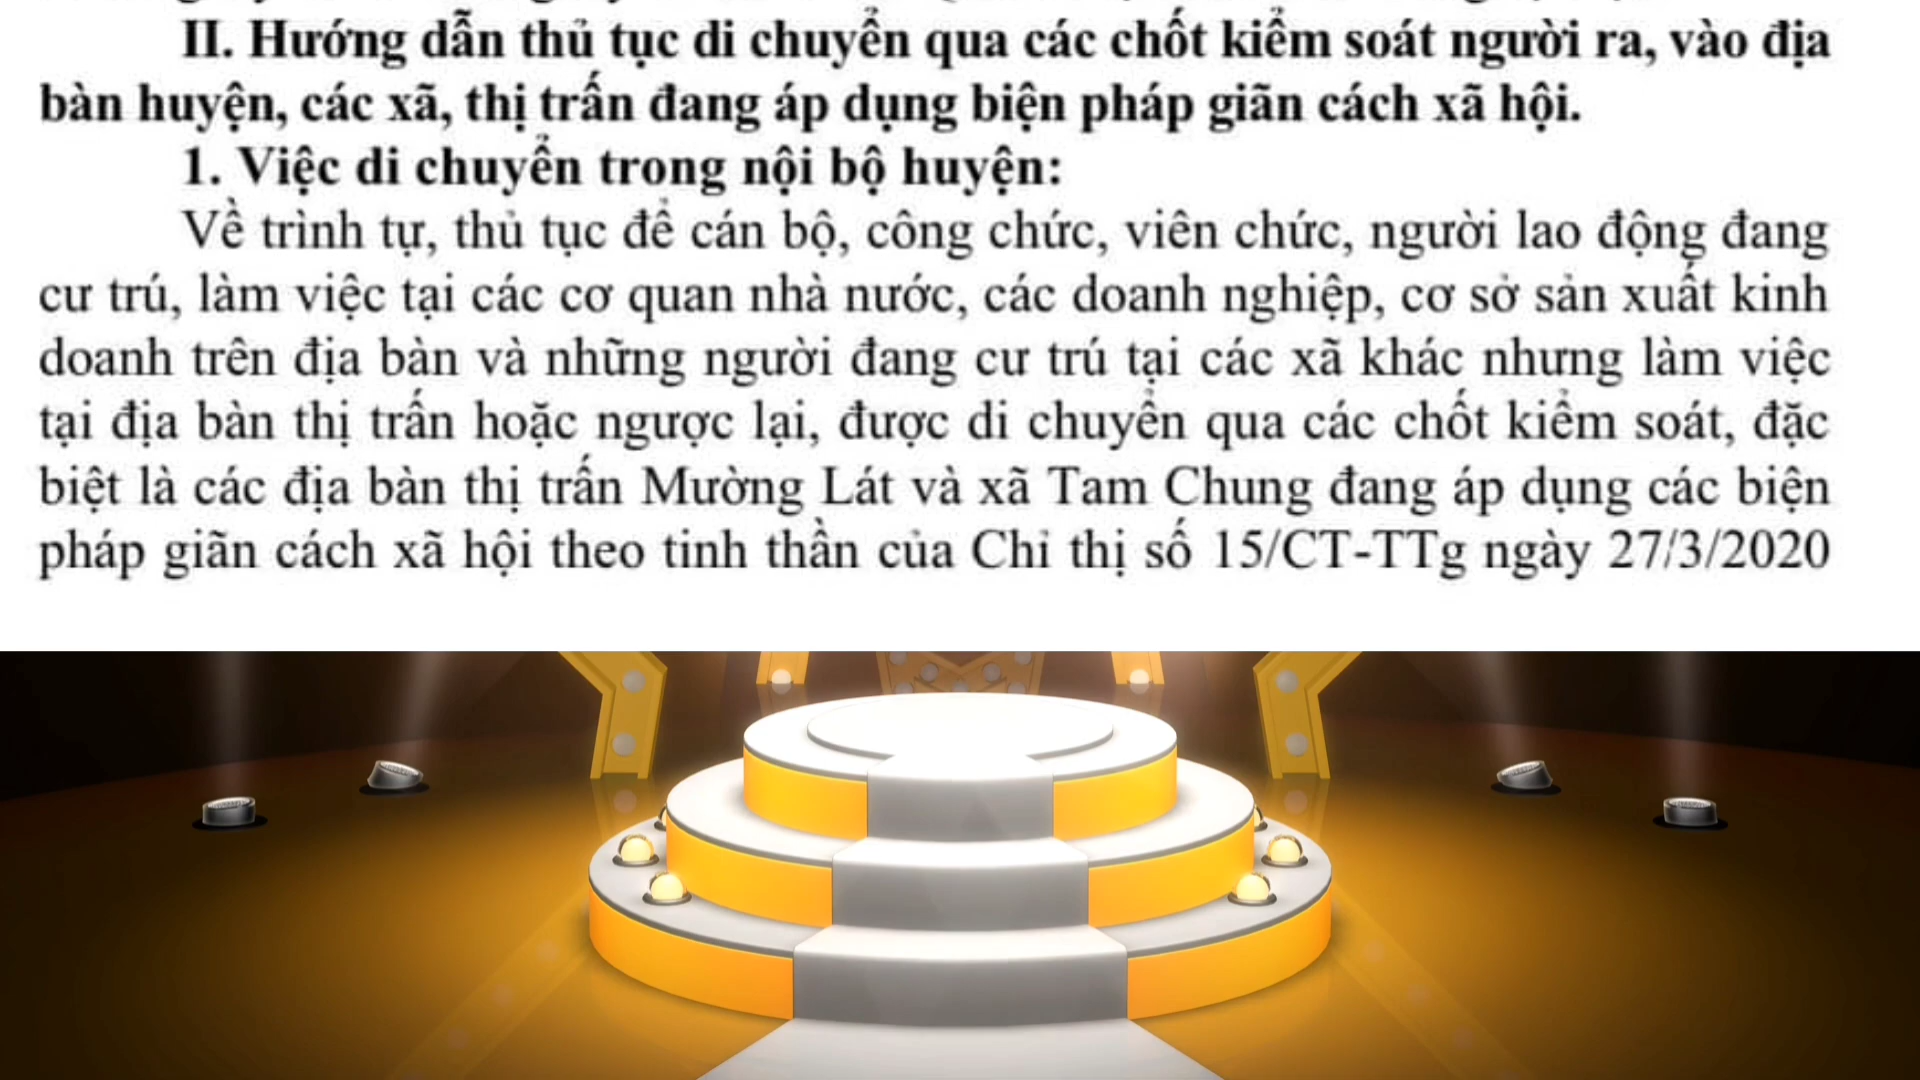 II. Hướng dẫn thủ tục di chuyển qua các chốt kiểm soát người ra, vào địa
bàn huyện, các xã, thị trấn đang áp dụng biện pháp giãn cách xã hội.
1. Việc di chuyển trong nội bộ huyện:
Về trình tự, thủ tục để cán bộ, công chức, viên chức, người lao động đang
cư trú, làm việc tại các cơ quan nhà nước, các doanh nghiệp, cơ sở sản xuất kinh
doanh trên địa bàn và những người đang cư trú tại các xã khác nhưng làm việc
tại địa bàn thị trấn hoặc ngược lại, được di chuyển qua các chốt kiểm soát, đặc
biệt là các địa bàn thị trấn Mường Lát và xã Tam Chung đang áp dụng các biện
pháp giãn cách xã hội theo tinh thần của Chỉ thị số 15/CT-TTg ngày 27/3/2020